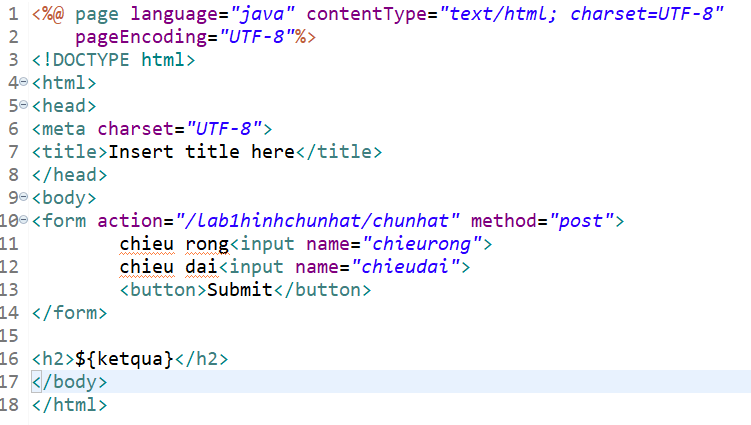 1 <%@ page language="java" contentType="text/html; charset=UTF-8"
2     pageEncoding="UTF-8"%>
3 <!DOCTYPE html>
4 <html>
5 <head>
6 <meta charset="UTF-8">
7 <title>Insert title here</title>
8 </head>
9 <body>
10 <form action="/lab1hinhchunhat/chunhat" method="post">
11         chieu rong<input name="chieurong">
12         chieu dai<input name="chieudai">
13         <button>Submit</button>
14 </form>
15
16 <h2>${ketqua}</h2>
17 </body>
18 </html>